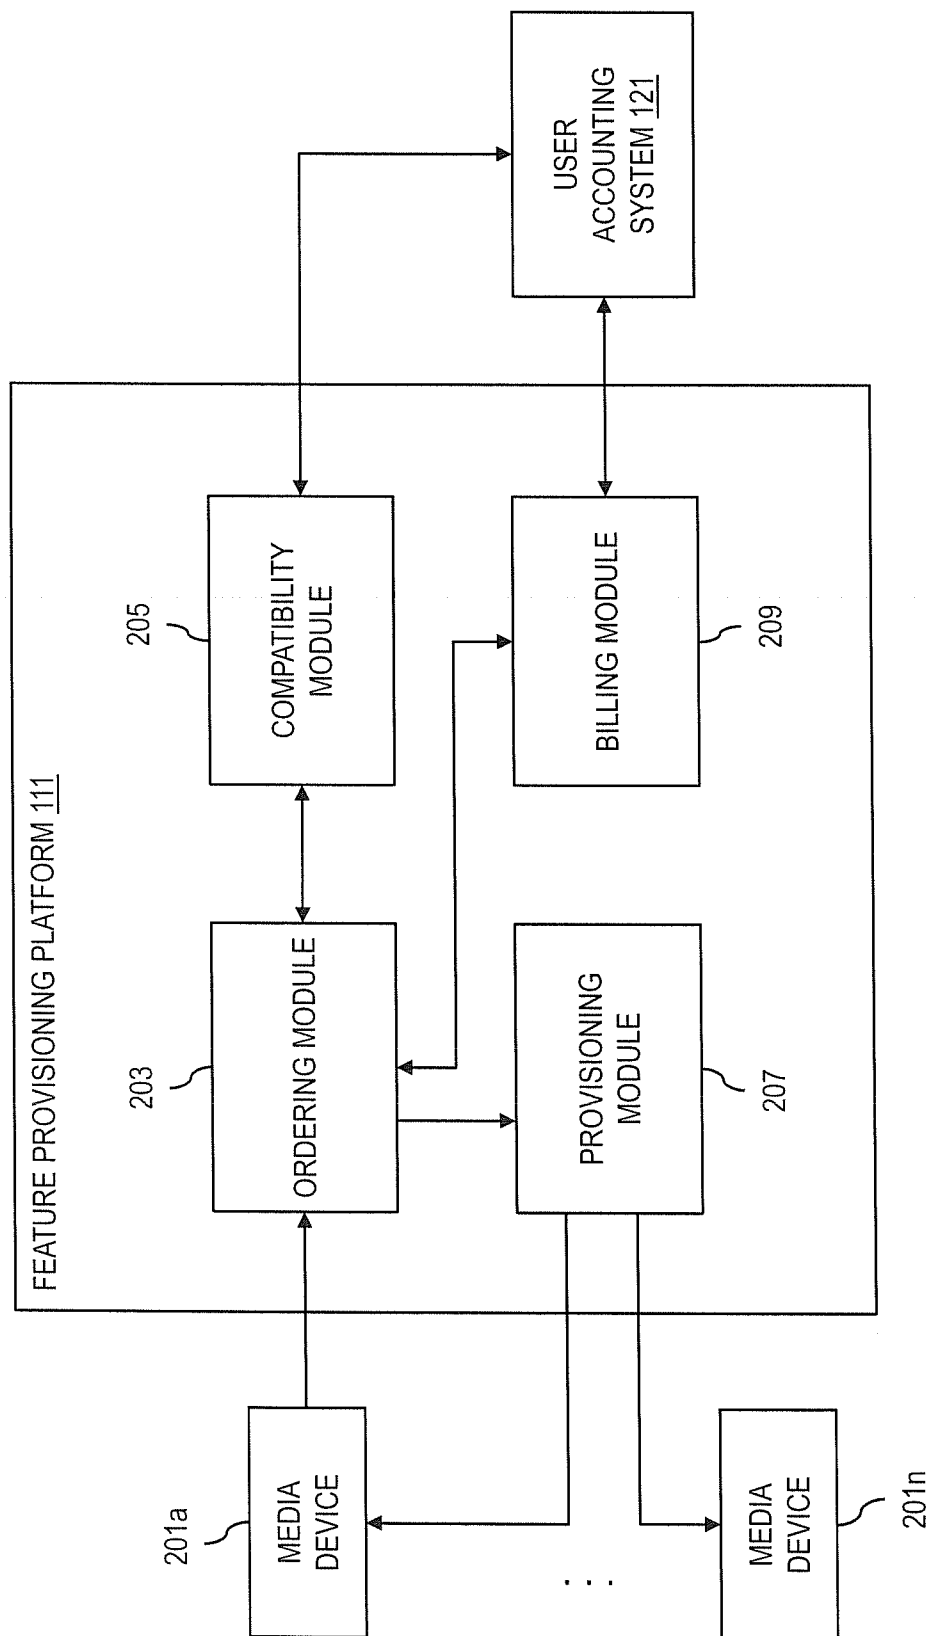 FEATURE PROVISIONING PLATFORM 111
201a
MEDIA
DEVICE
203
ORDERING MODULE
205
COMPATIBILITY
MODULE
USER
ACCOUNTING
SYSTEM 121
. . .
MEDIA
DEVICE
201n
PROVISIONING
MODULE
207
BILLING MODULE
209